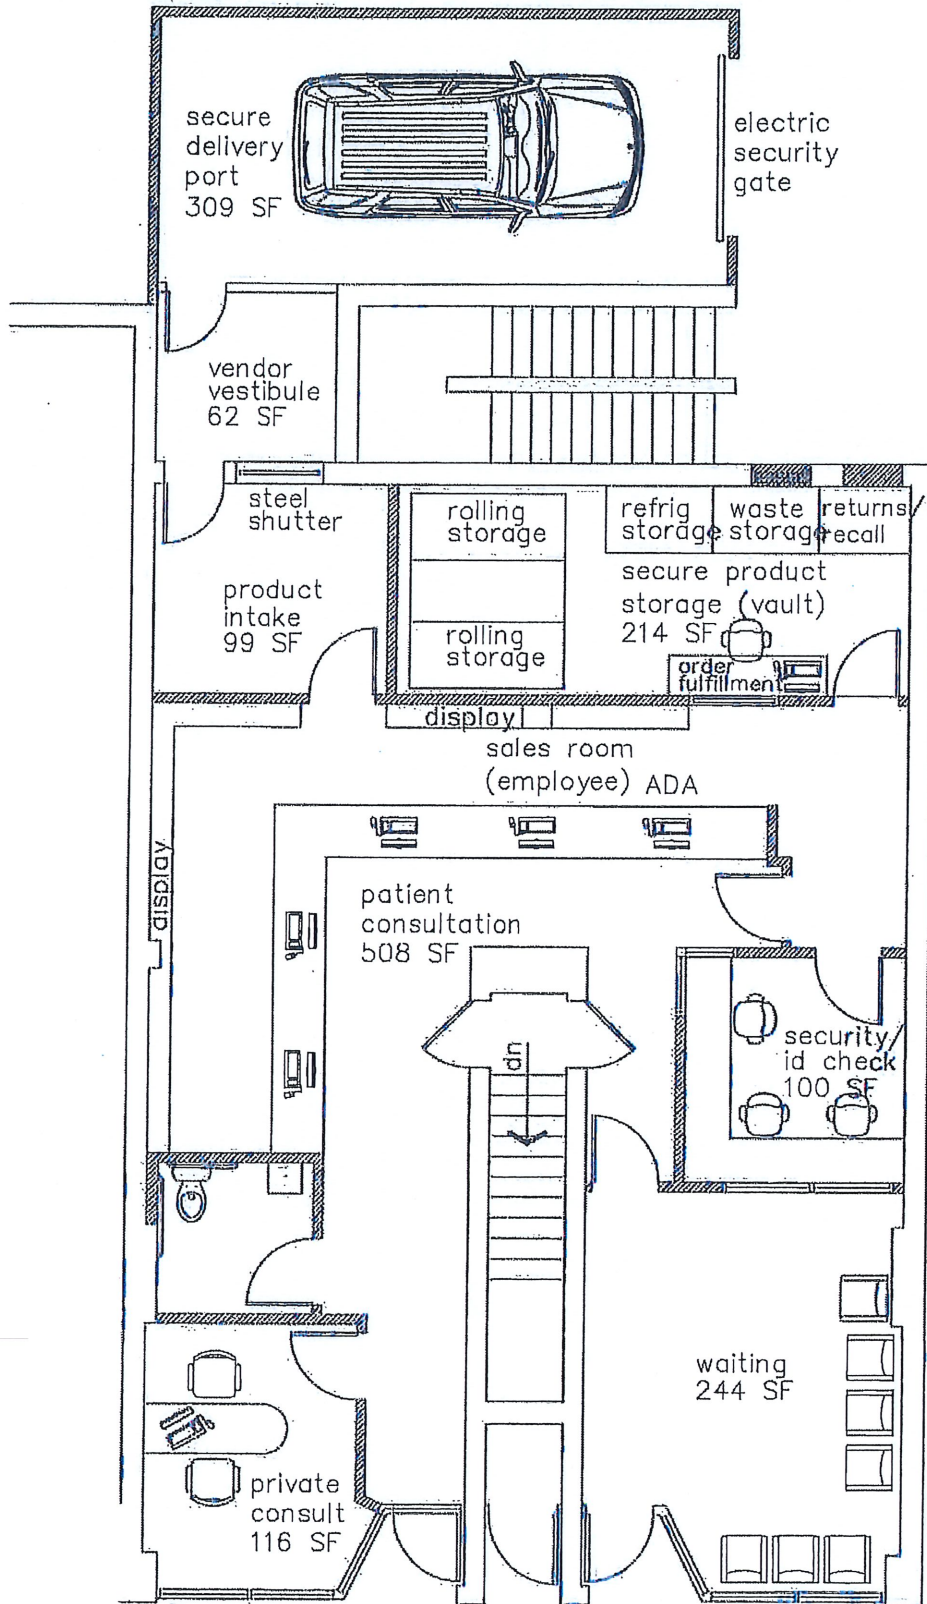 secure
delivery
port
309 SF
electric
security
gate
vendor
vestibule
62 SF
steel
shutter
rolling
storage
refrig
storage
waste
storage
returns/
recall
secure product
storage (vault)
214 SF
product
intake
99 SF
rolling
storage
order
fulfillment
display
sales room
(employee) ADA
display
patient
consultation
508 SF
dn
security/
id check
100 SF
waiting
244 SF
private
consult
116 SF